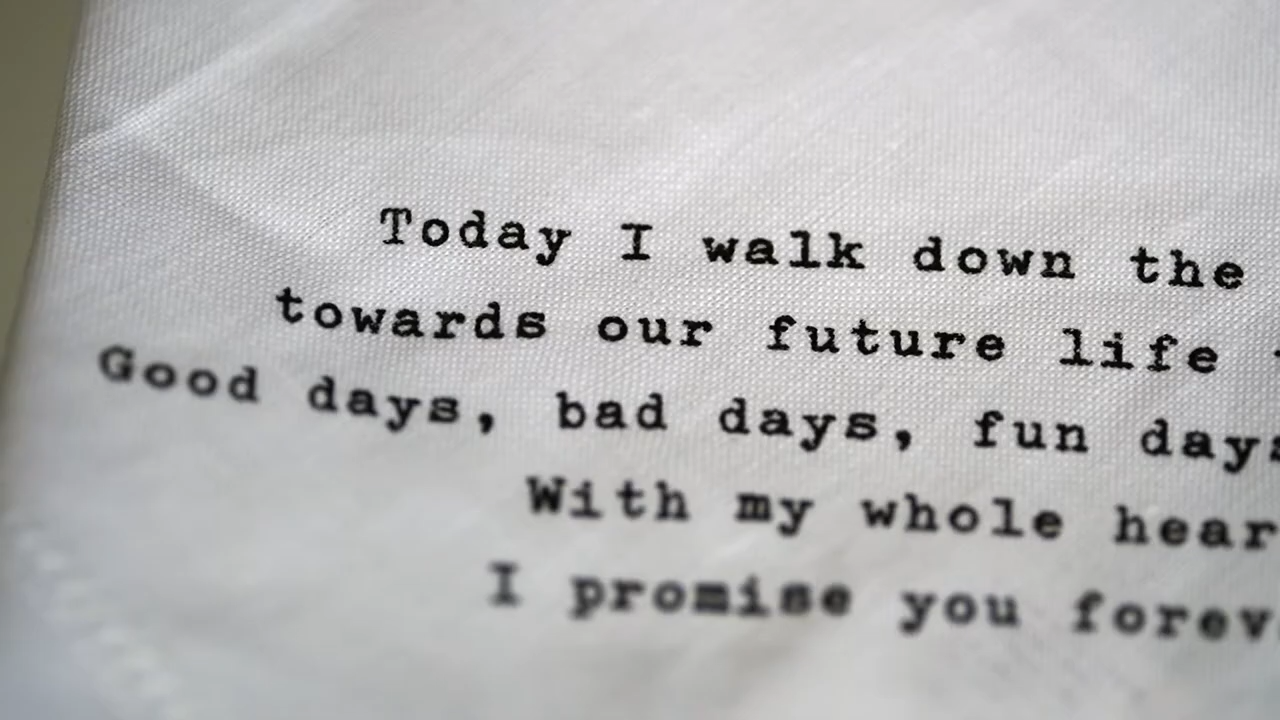 Today I walk down the
towards our future life
Good days, bad days, fun days
With my whole hear
I promise you forev